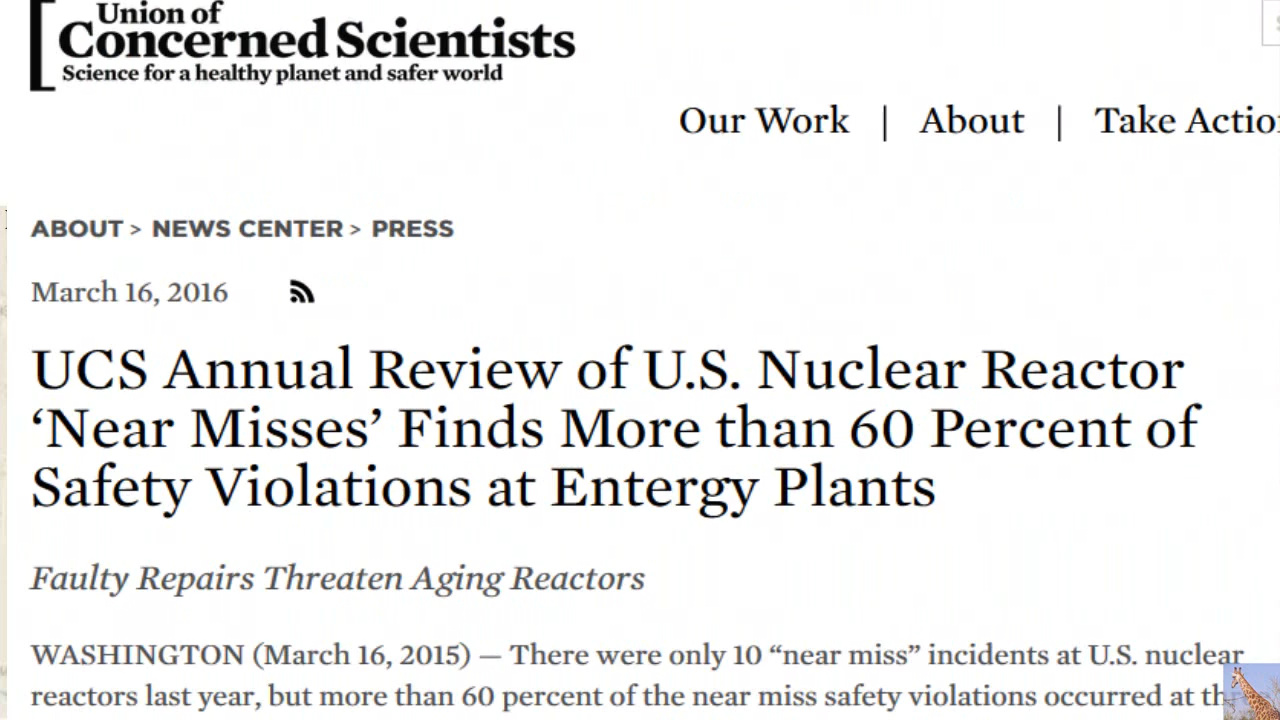 Union of
Concerned Scientists
Science for a healthy planet and safer world
Our Work | About | Take
ABOUT > NEWS CENTER > PRESS
March 16, 2016
UCS Annual Review of U.S. Nuclear Reactor
‘Near Misses’ Finds More than 60 Percent of
Safety Violations at Entergy Plants
Faulty Repairs Threaten Aging Reactors
WASHINGTON (March 16, 2015) — There were only 10 “near miss” incidents at U.S. nuclear
reactors last year, but more than 60 percent of the near miss safety violations occurred at